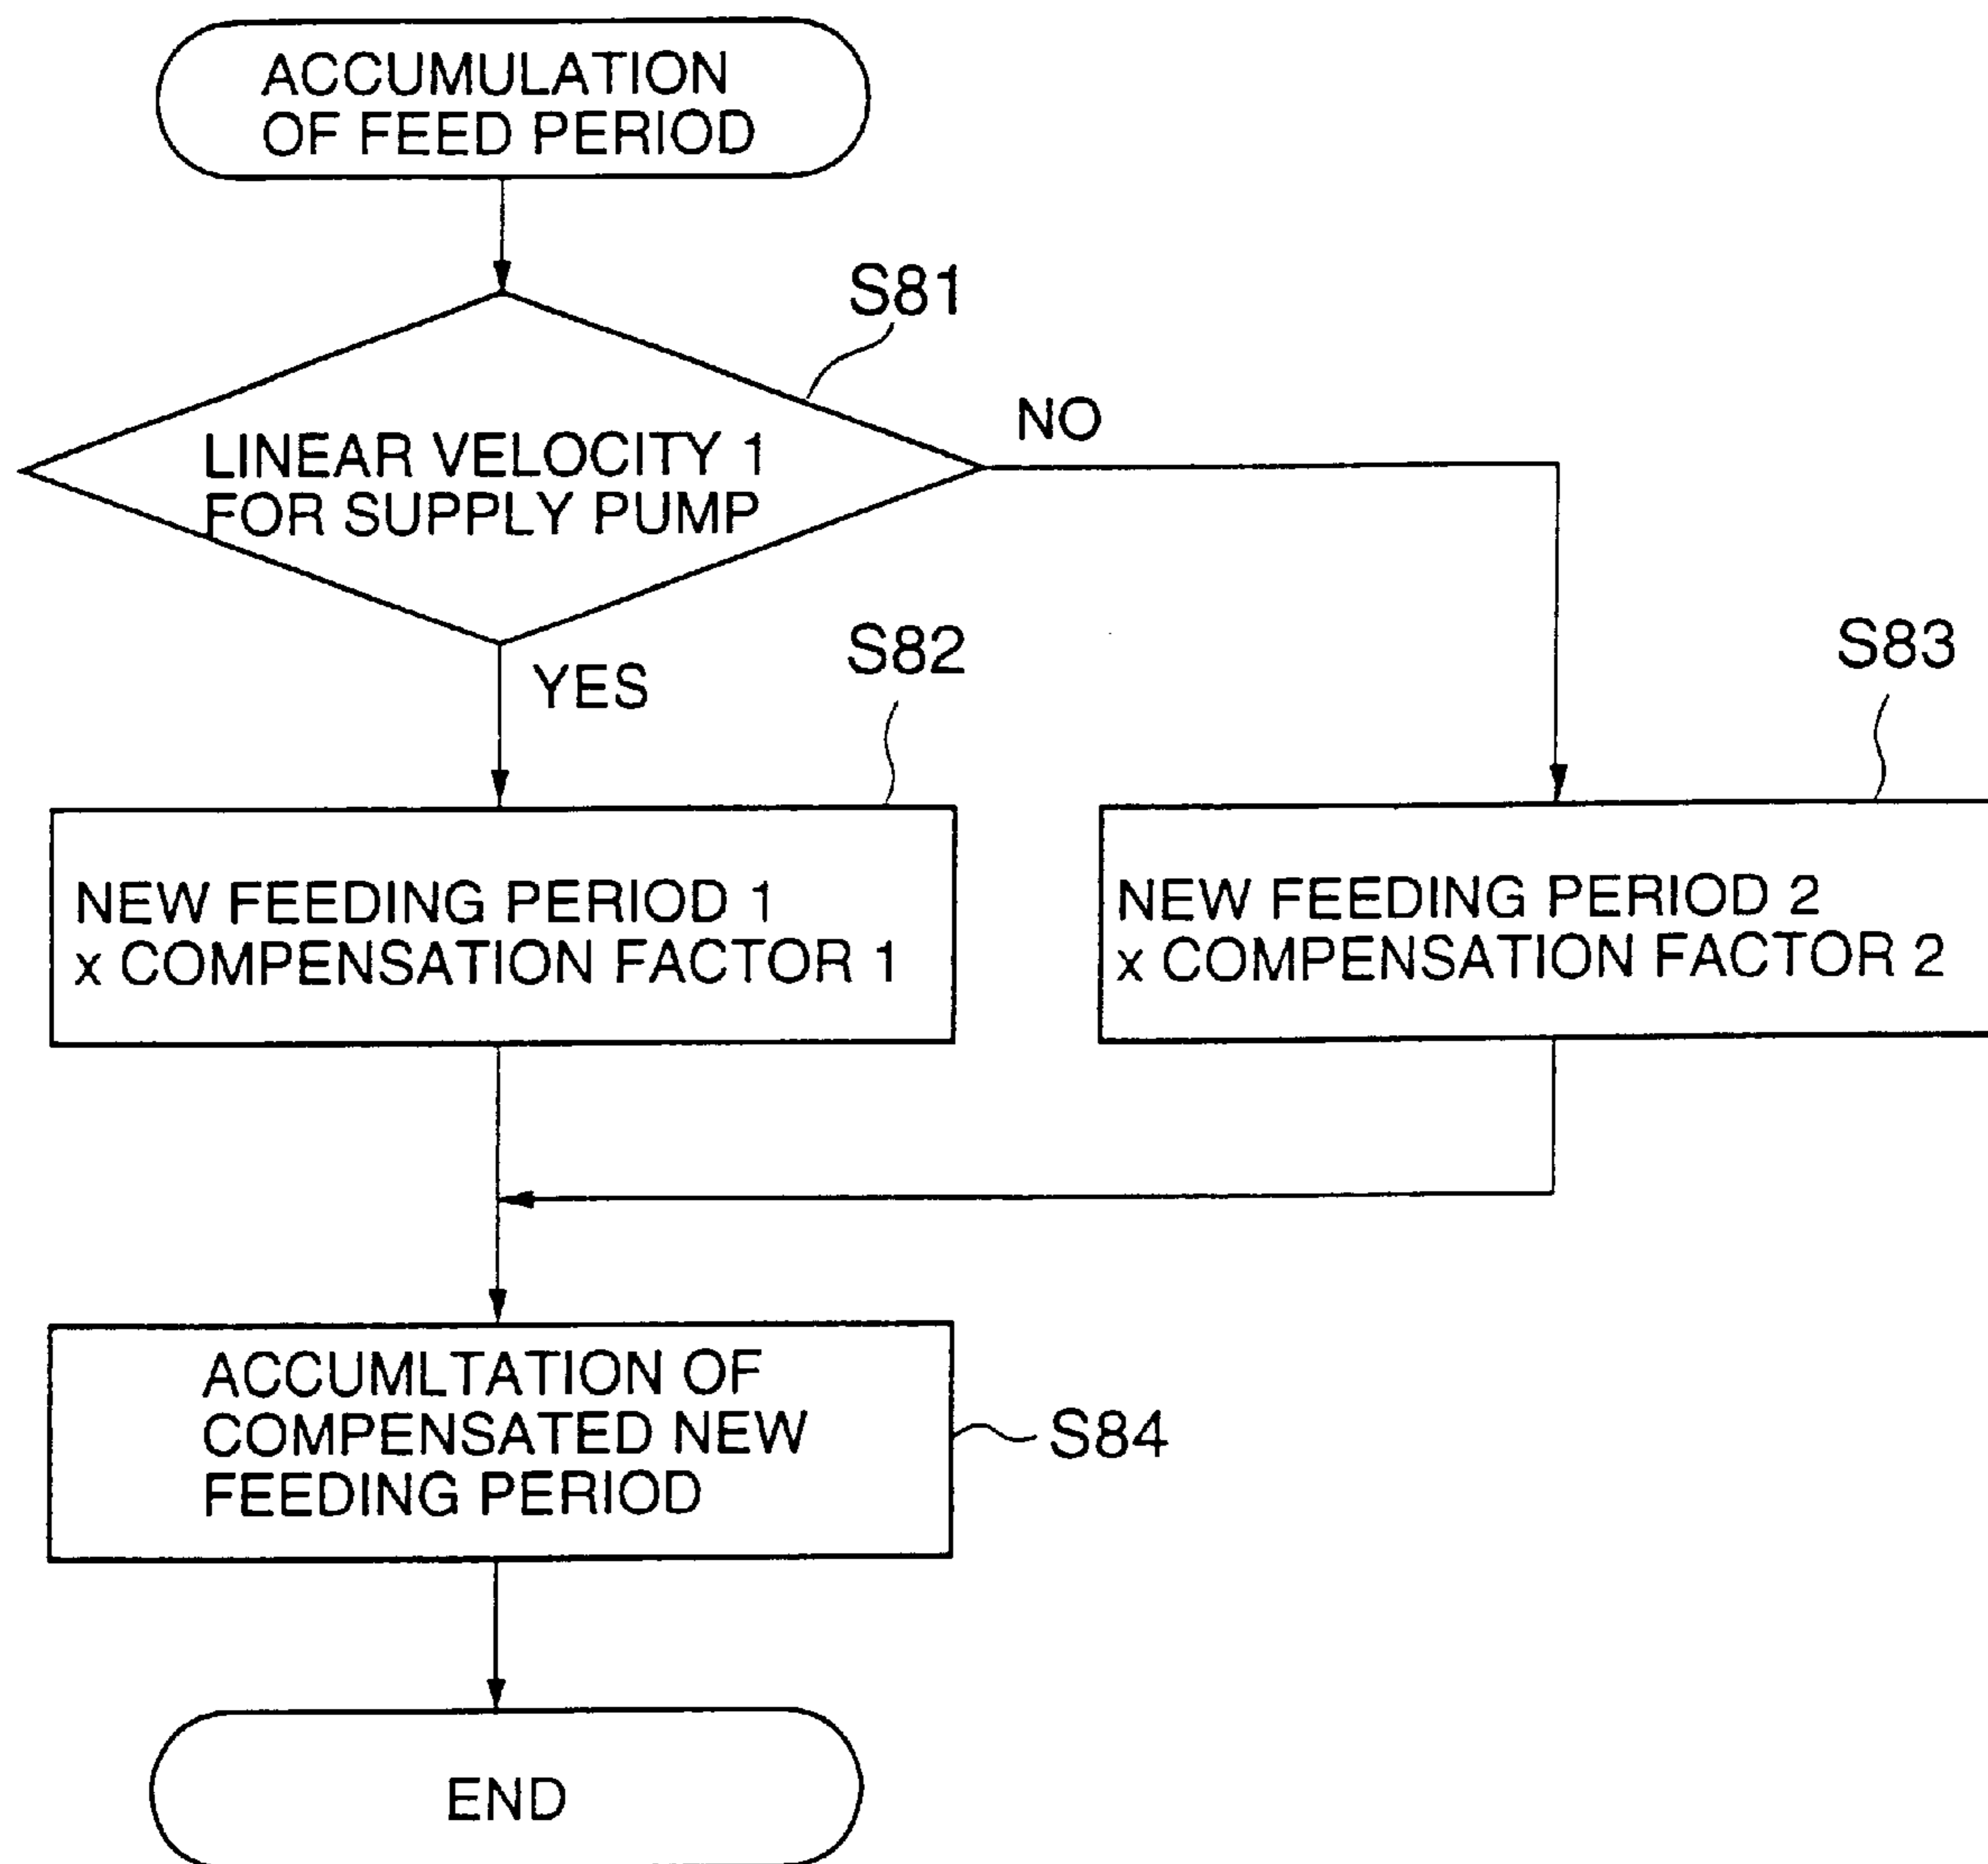 ACCUMULATION
OF FEED PERIOD
S81
LINEAR VELOCITY 1
FOR SUPPLY PUMP
NO
YES
S82
S83
NEW FEEDING PERIOD 1
x COMPENSATION FACTOR 1
NEW FEEDING PERIOD 2
x COMPENSATION FACTOR 2
ACCUMLTATION OF
COMPENSATED NEW
FEEDING PERIOD
S84
END